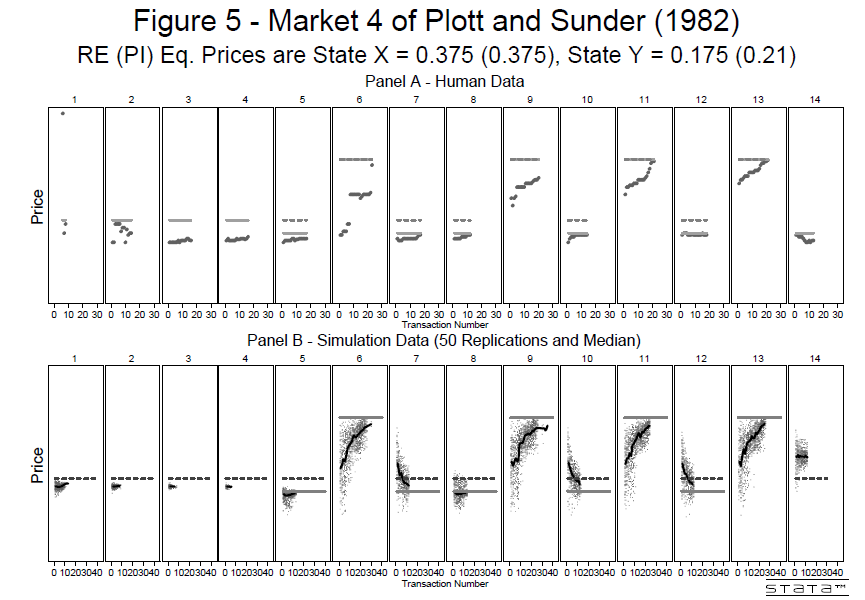 Figure 5 - Market 4 of Plott and Sunder (1982)
RE (PI) Eq. Prices are State X = 0.375 (0.375), State Y = 0.175 (0.21)
Panel A - Human Data
1 2 3 4 5 6 7 8 9 10 11 12 13 14
Price
0 10 20 30 0 10 20 30 0 10 20 30 0 10 20 30 0 10 20 30 0 10 20 30 0 10 20 30 0 10 20 30 0 10 20 30 0 10 20 30 0 10 20 30 0 10 20 30 0 10 20 30 0 10 20 30
Transaction Number
Panel B - Simulation Data (50 Replications and Median)
1 2 3 4 5 6 7 8 9 10 11 12 13 14
Price
0 10203040 0 10203040 0 10203040 0 10203040 0 10203040 0 10203040 0 10203040 0 10203040 0 10203040 0 10203040 0 10203040 0 10203040 0 10203040 0 10203040
Transaction Number
STATA™